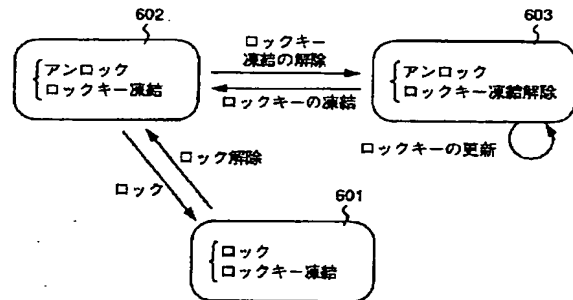 602
603
アンロック
ロックキー凍結
ロックキー
凍結の解除
ロックキーの凍結
アンロック
ロックキー凍結解除
ロックキーの更新
ロック解除
ロック
601
ロック
ロックキー凍結